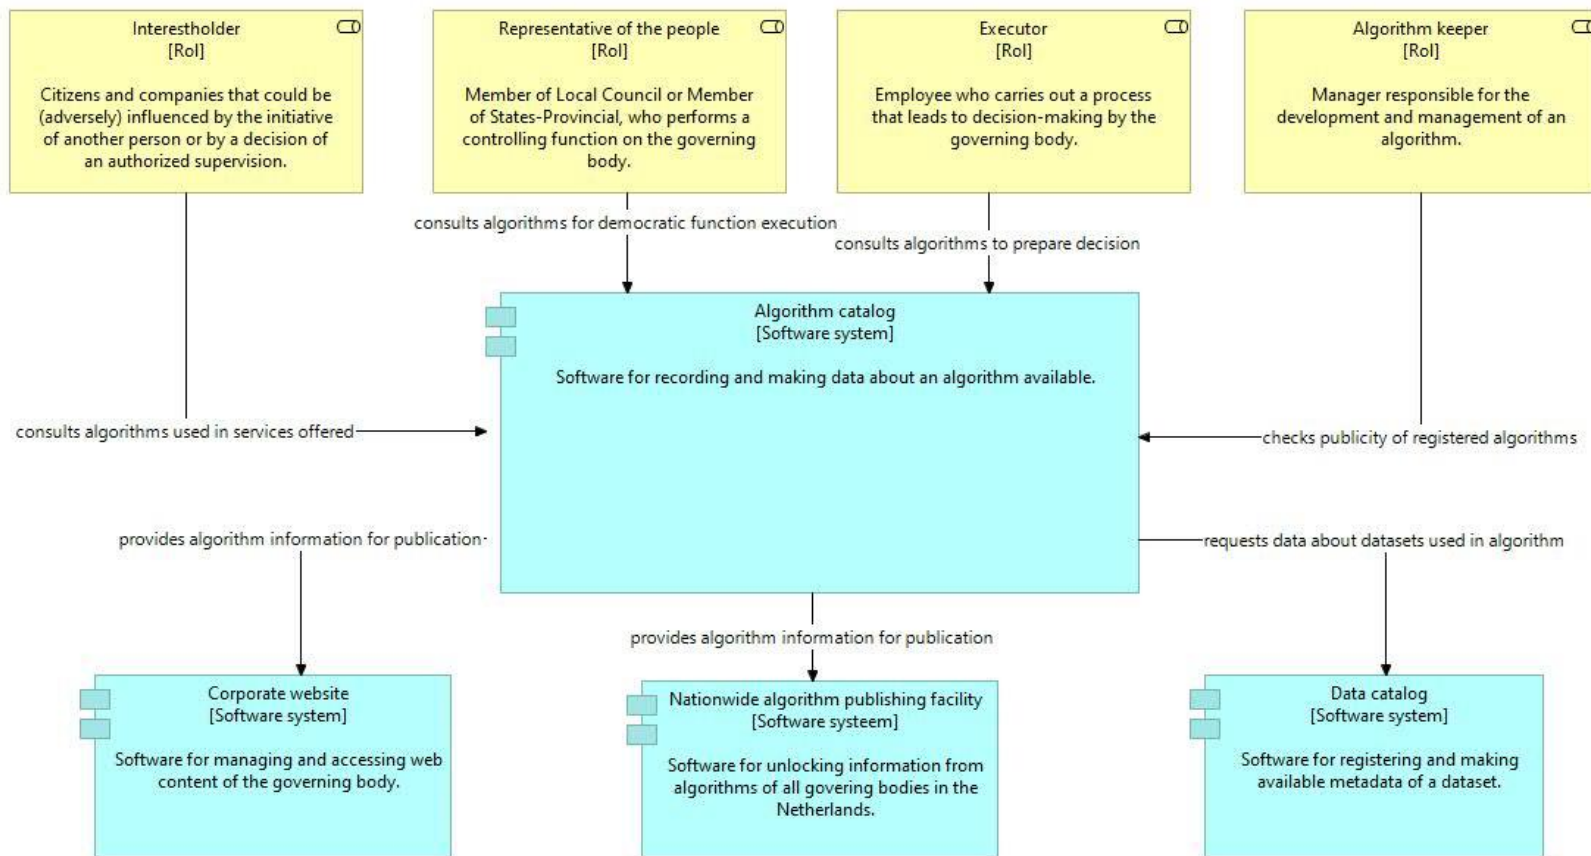 Interestholder
[Rol]
Citizens and companies that could be
(adversely) influenced by the initiative
of another person or by a decision of
an authorized supervision.
Representative of the people
[Rol]
Member of Local Council or Member
of States-Provincial, who performs a
controlling function on the governing
body.
Executor
[Rol]
Employee who carries out a process
that leads to decision-making by the
governing body.
Algorithm keeper
[Rol]
Manager responsible for the
development and management of an
algorithm.
consults algorithms for democratic function execution
consults algorithms to prepare decision
Algorithm catalog
[Software system]
Software for recording and making data about an algorithm available.
consults algorithms used in services offered
checks publicity of registered algorithms
provides algorithm information for publication
requests data about datasets used in algorithm
provides algorithm information for publication
Corporate website
[Software system]
Software for managing and accessing web
content of the governing body.
Nationwide algorithm publishing facility
[Software systeem]
Software for unlocking information from
algorithms of all govering bodies in the
Netherlands.
Data catalog
[Software system]
Software for registering and making
available metadata of a dataset.